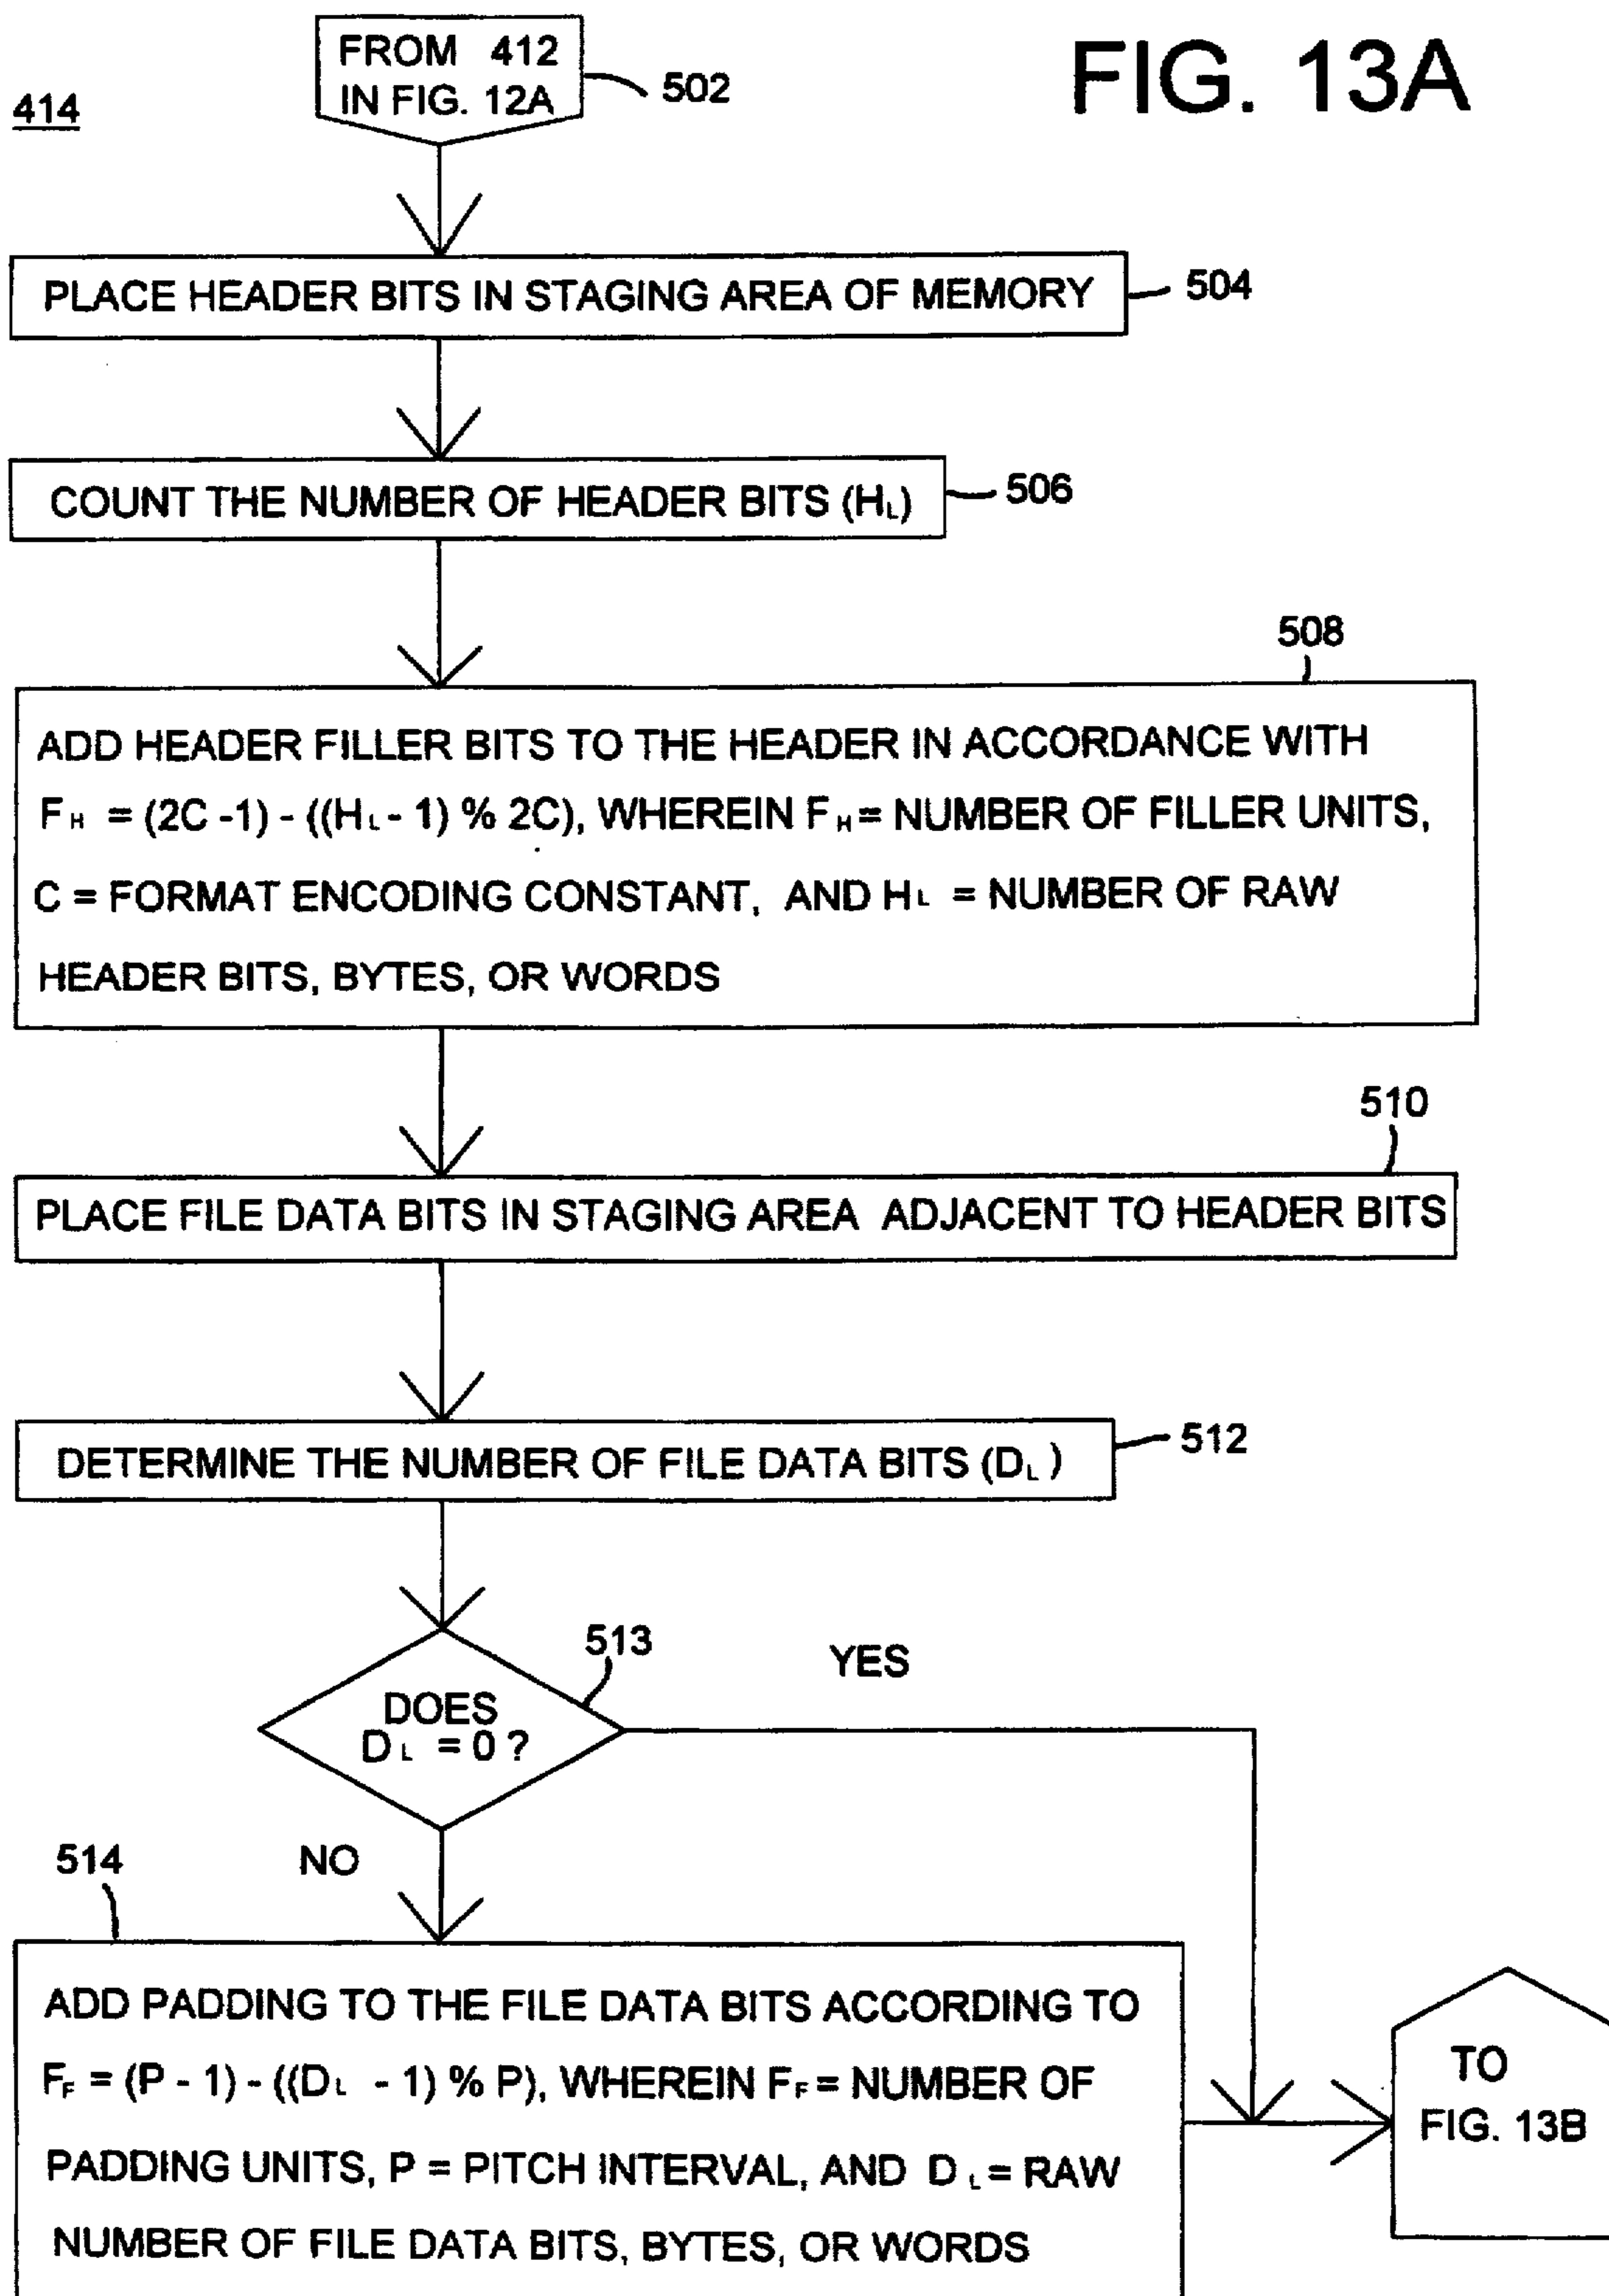 FIG. 13A
414
FROM 412
IN FIG. 12A
502
PLACE HEADER BITS IN STAGING AREA OF MEMORY
504
COUNT THE NUMBER OF HEADER BITS (HL)
506
508
ADD HEADER FILLER BITS TO THE HEADER IN ACCORDANCE WITH
FH = (2C -1) - ((HL - 1) % 2C), WHEREIN FH = NUMBER OF FILLER UNITS,
C = FORMAT ENCODING CONSTANT, AND HL = NUMBER OF RAW
HEADER BITS, BYTES, OR WORDS
510
PLACE FILE DATA BITS IN STAGING AREA ADJACENT TO HEADER BITS
DETERMINE THE NUMBER OF FILE DATA BITS (DL)
512
513
DOES
DL = 0 ?
YES
NO
514
ADD PADDING TO THE FILE DATA BITS ACCORDING TO
FF = (P - 1) - ((DL - 1) % P), WHEREIN FF = NUMBER OF
PADDING UNITS, P = PITCH INTERVAL, AND DL = RAW
NUMBER OF FILE DATA BITS, BYTES, OR WORDS
TO
FIG. 13B